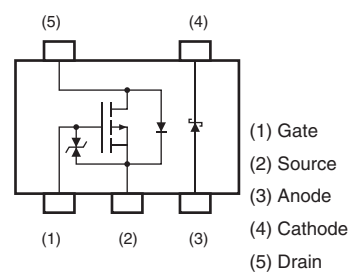 (5) (4)
(1) Gate
(2) Source
(3) Anode
(4) Cathode
(5) Drain
(1) (2) (3)